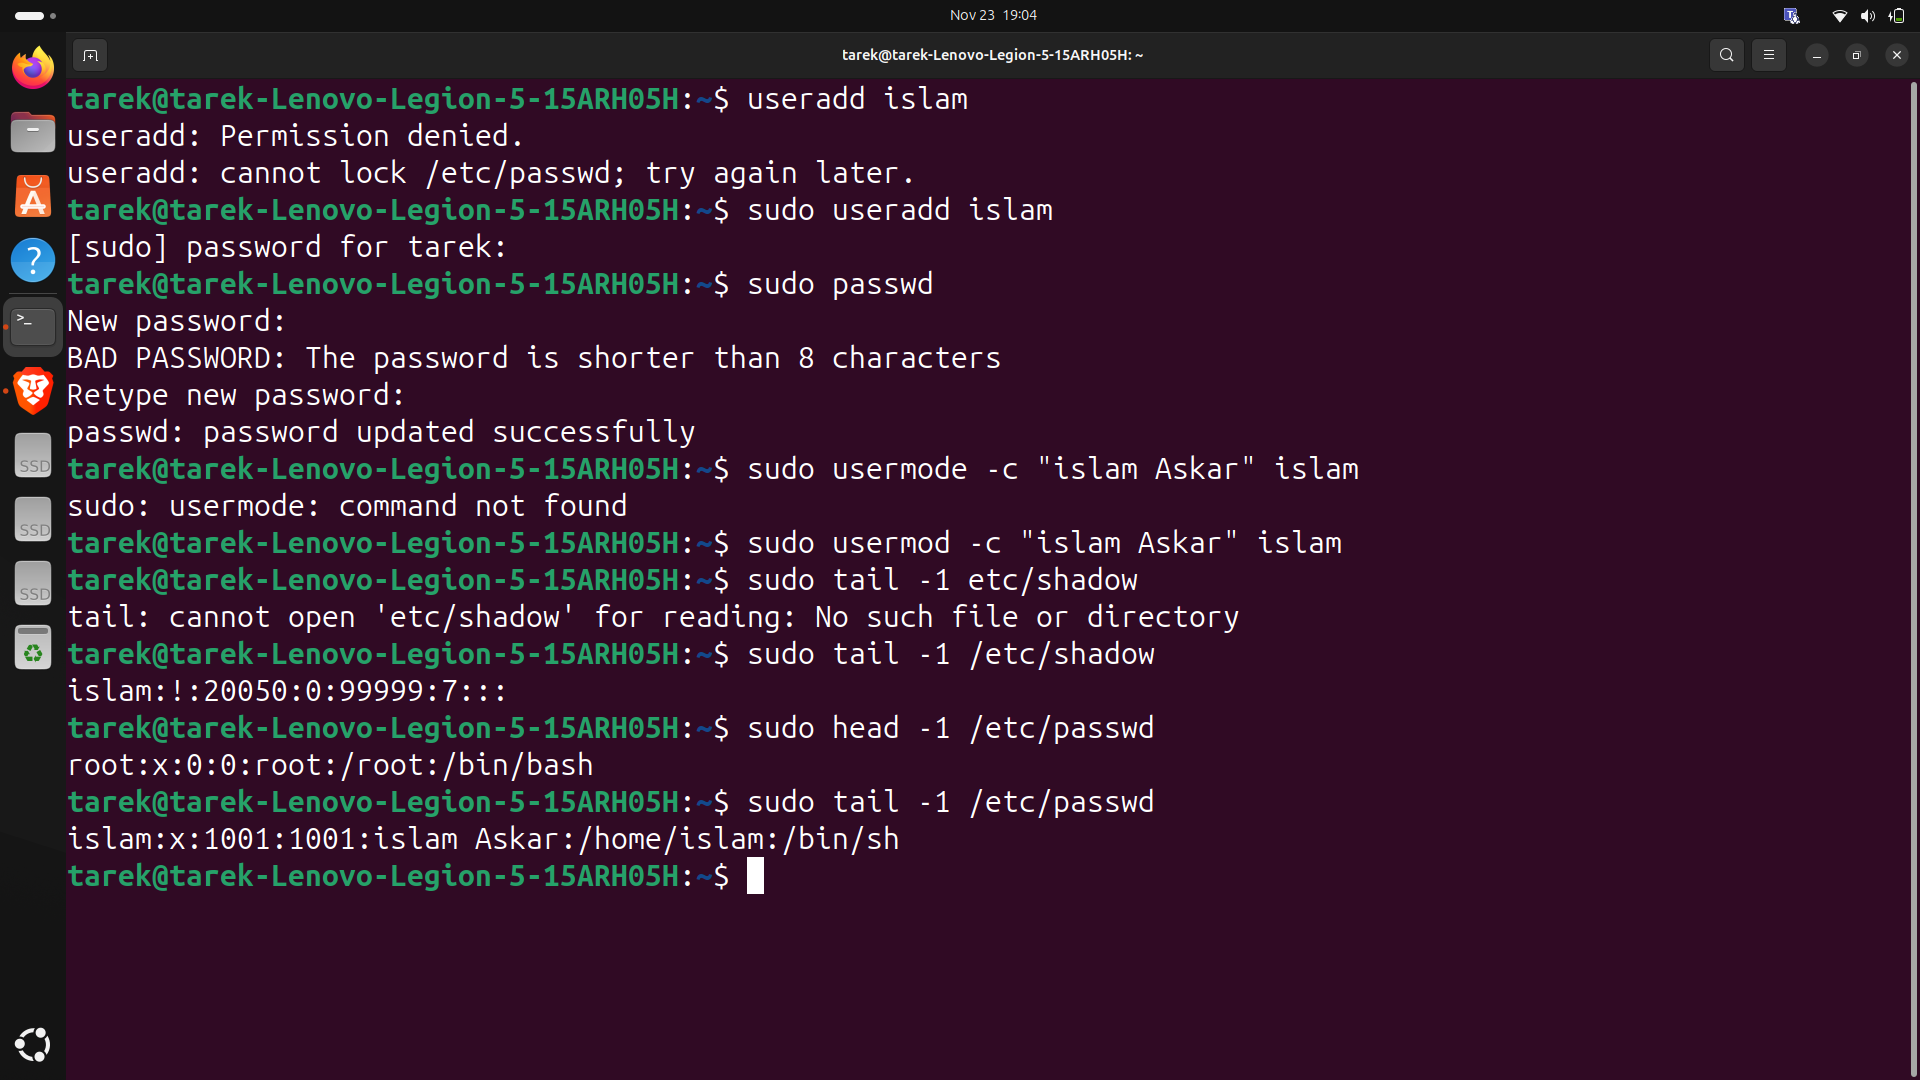 Nov 23 19:04
tarek@tarek-Lenovo-Legion-5-15ARH05H: ~
tarek@tarek-Lenovo-Legion-5-15ARH05H:~$ useradd islam
useradd: Permission denied.
useradd: cannot lock /etc/passwd; try again later.
tarek@tarek-Lenovo-Legion-5-15ARH05H:~$ sudo useradd islam
[sudo] password for tarek:
tarek@tarek-Lenovo-Legion-5-15ARH05H:~$ sudo passwd
New password:
BAD PASSWORD: The password is shorter than 8 characters
Retype new password:
passwd: password updated successfully
tarek@tarek-Lenovo-Legion-5-15ARH05H:~$ sudo usermode -c "islam Askar" islam
sudo: usermode: command not found
tarek@tarek-Lenovo-Legion-5-15ARH05H:~$ sudo usermod -c "islam Askar" islam
tarek@tarek-Lenovo-Legion-5-15ARH05H:~$ sudo tail -1 etc/shadow
tail: cannot open 'etc/shadow' for reading: No such file or directory
tarek@tarek-Lenovo-Legion-5-15ARH05H:~$ sudo tail -1 /etc/shadow
islam:!:20050:0:99999:7:::
tarek@tarek-Lenovo-Legion-5-15ARH05H:~$ sudo head -1 /etc/passwd
root:x:0:0:root:/root:/bin/bash
tarek@tarek-Lenovo-Legion-5-15ARH05H:~$ sudo tail -1 /etc/passwd
islam:x:1001:1001:islam Askar:/home/islam:/bin/sh
tarek@tarek-Lenovo-Legion-5-15ARH05H:~$
SSD
SSD
SSD